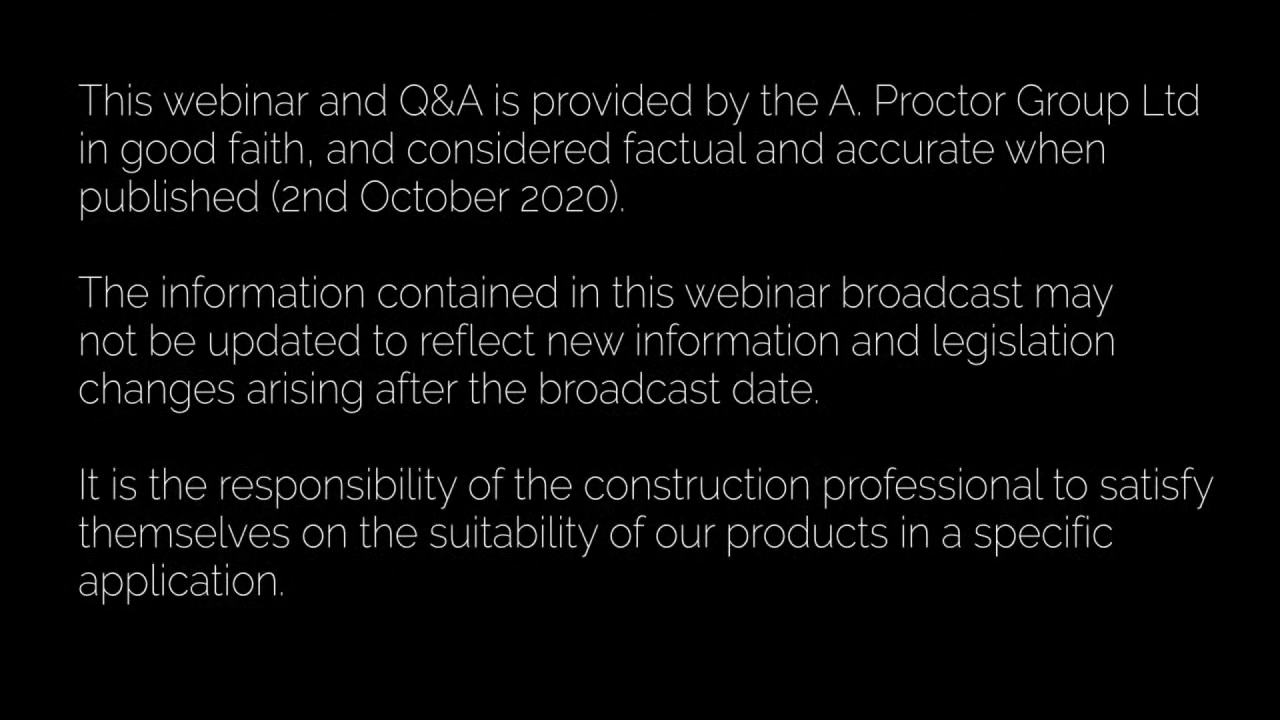 This webinar and Q&A is provided by the A. Proctor Group Ltd
in good faith, and considered factual and accurate when
published (2nd October 2020).
The information contained in this webinar broadcast may
not be updated to reflect new information and legislation
changes arising after the broadcast date.
It is the responsibility of the construction professional to satisfy
themselves on the suitability of our products in a specific
application.